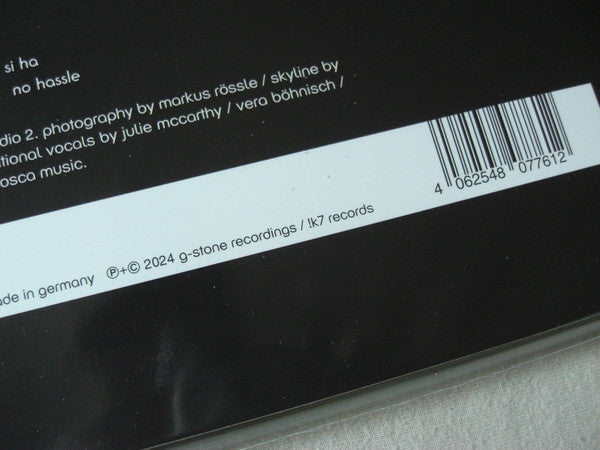 si ha
no hassle
dio 2. photography by markus rössle / skyline by
tional vocals by julie mccarthy / vera böhnisch /
osca music.
ade in germany ℗+© 2024 g-stone recordings / !k7 records
4 062548 077612